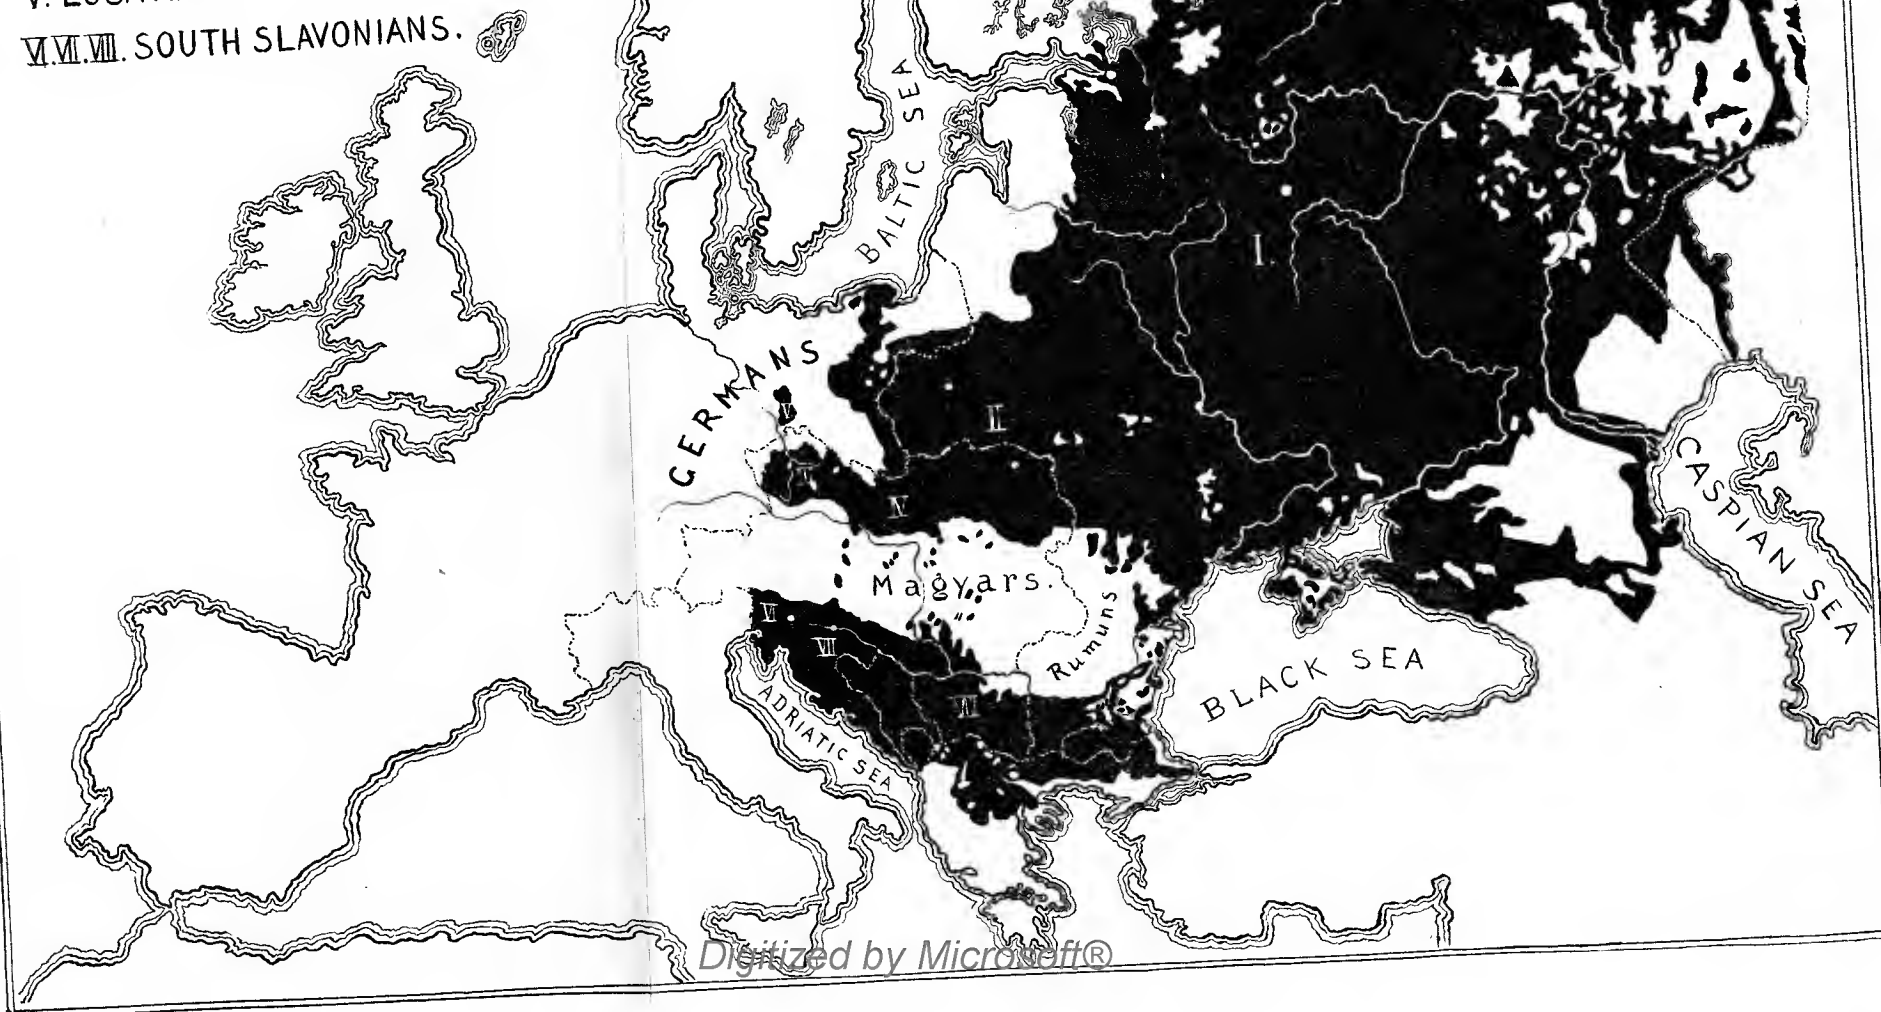 VI.VII.VIII. SOUTH SLAVONIANS.
BALTIC SEA
I.
GERMANS
V
II
IV
CASPIAN SEA
Magyars.
VI
VII
Rumuns
BLACK SEA
ADRIATIC SEA
Digitized by Microsoft®